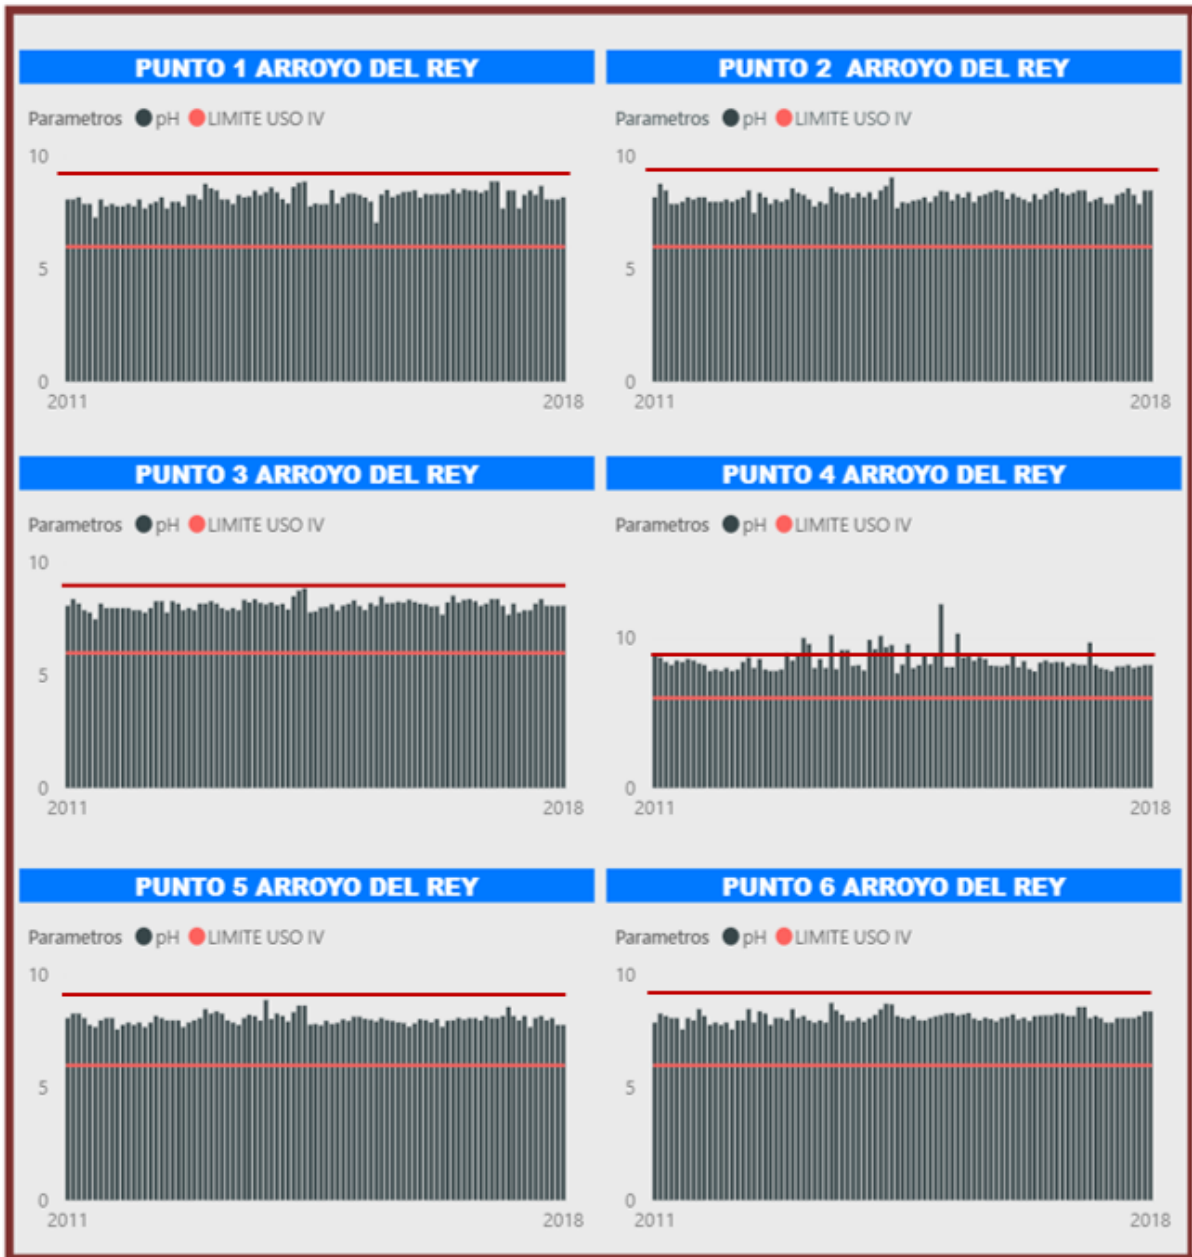 PUNTO 1 ARROYO DEL REY
Parametros pH LIMITE USO IV
10
5
0
2011 2018
PUNTO 2 ARROYO DEL REY
Parametros pH LIMITE USO IV
10
5
0
2011 2018
PUNTO 3 ARROYO DEL REY
Parametros pH LIMITE USO IV
10
5
0
2011 2018
PUNTO 4 ARROYO DEL REY
Parametros pH LIMITE USO IV
10
0
2011 2018
PUNTO 5 ARROYO DEL REY
Parametros pH LIMITE USO IV
10
5
0
2011 2018
PUNTO 6 ARROYO DEL REY
Parametros pH LIMITE USO IV
10
5
0
2011 2018